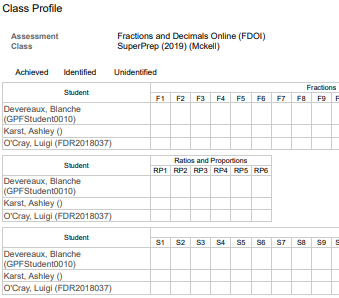 Class Profile
Assessment Fractions and Decimals Online (FDOI)
Class SuperPrep (2019) (Mckell)
Achieved Identified Unidentified
Student Fractions
F1 F2 F3 F4 F5 F6 F7 F8 F9
Devereaux, Blanche
(GPFStudent0010)
Karst, Ashley ()
O'Cray, Luigi (FDR2018037)
Student Ratios and Proportions
RP1 RP2 RP3 RP4 RP5 RP6
Devereaux, Blanche
(GPFStudent0010)
Karst, Ashley ()
O'Cray, Luigi (FDR2018037)
Student
S1 S2 S3 S4 S5 S6 S7 S8 S9
Devereaux, Blanche
(GPFStudent0010)
Karst, Ashley ()
O'Cray, Luigi (FDR2018037)